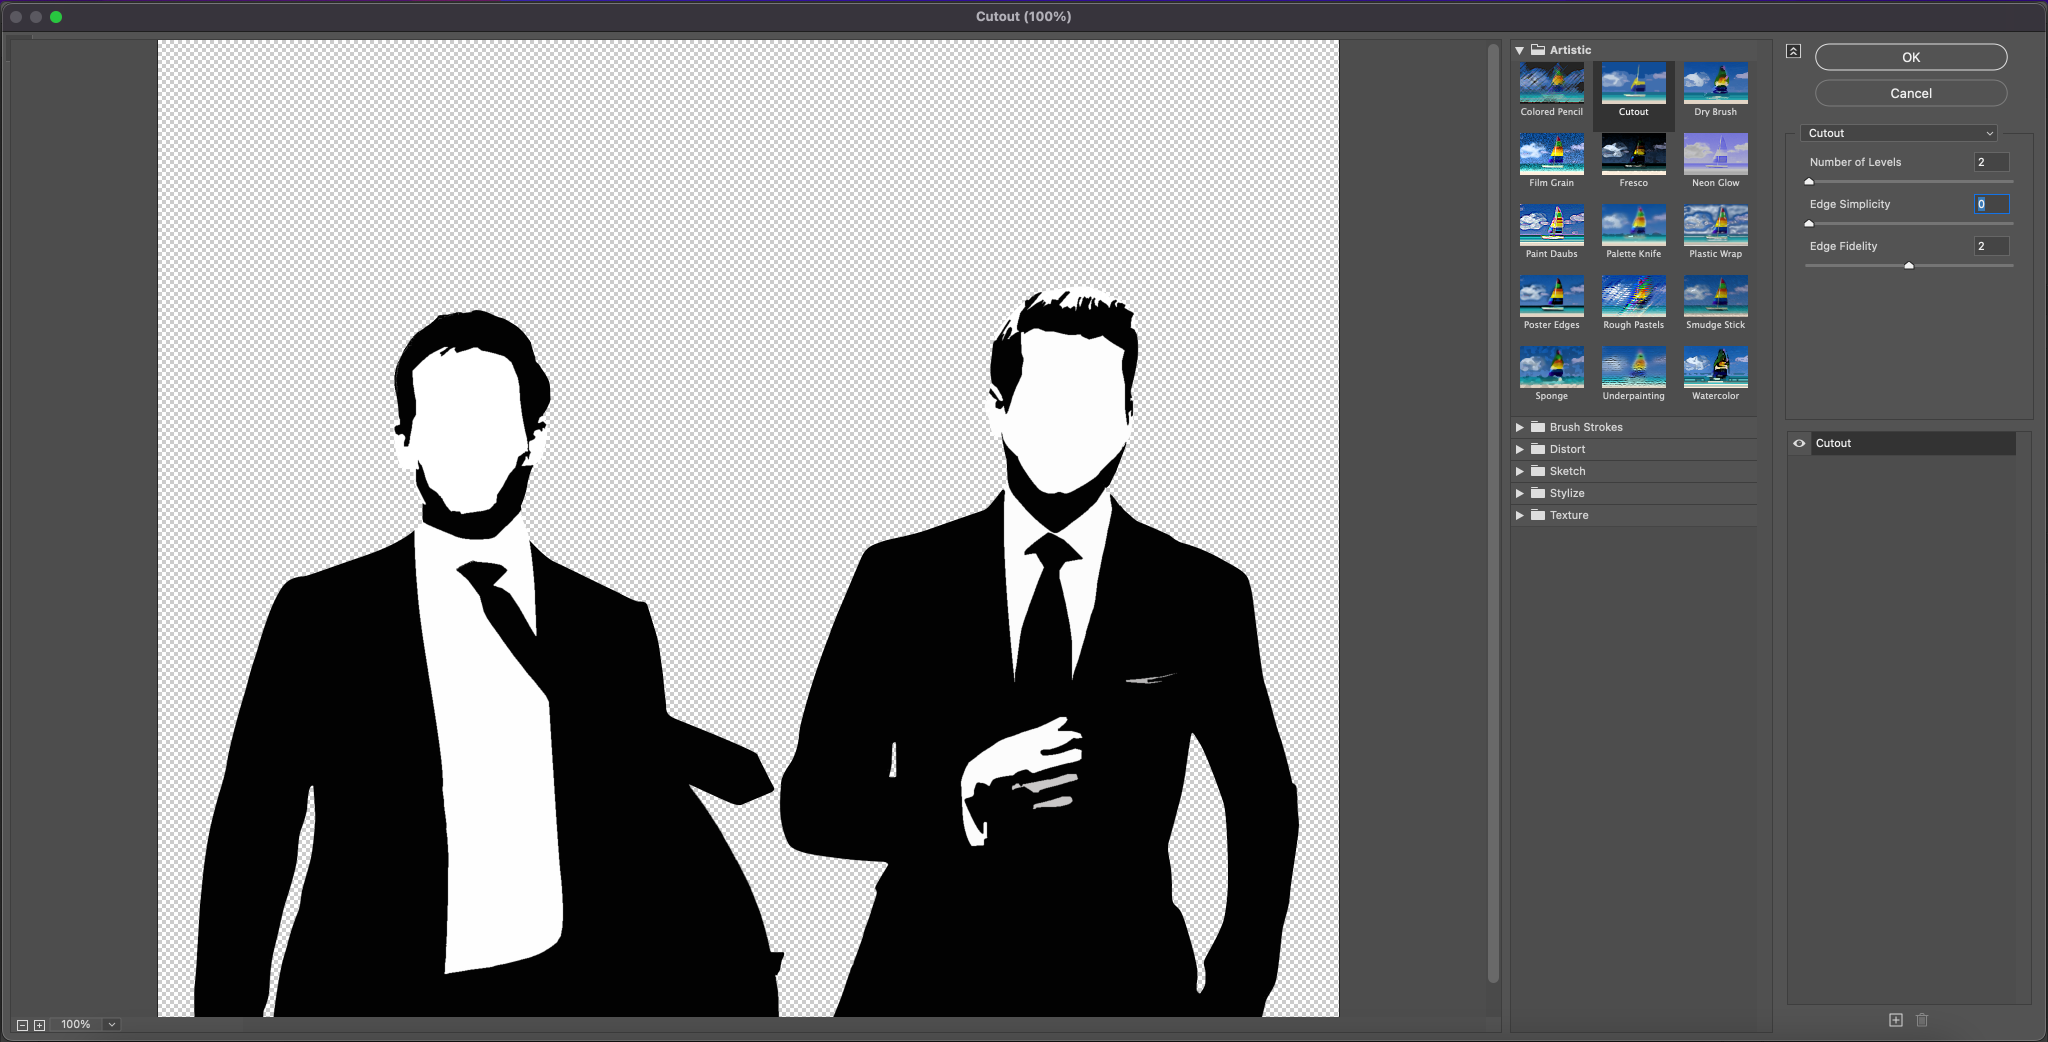 Cutout (100%)
Artistic
Colored Pencil
Cutout
Dry Brush
Film Grain
Fresco
Neon Glow
Paint Daubs
Palette Knife
Plastic Wrap
Poster Edges
Rough Pastels
Smudge Stick
Sponge
Underpainting
Watercolor
Brush Strokes
Distort
Sketch
Stylize
Texture
OK
Cancel
Cutout
Number of Levels 2
Edge Simplicity 0
Edge Fidelity 2
Cutout
100%